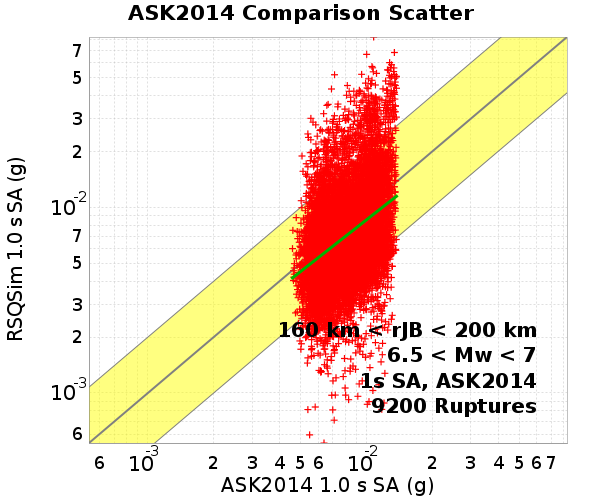 ASK2014 Comparison Scatter
RSQSim 1.0 s SA (g)
7
5
3
2
10-2
7
5
3
2
10-3
6
160 km < rJB < 200 km
6.5 < Mw < 7
1s SA, ASK2014
9200 Ruptures
6 10-3 2 3 4 5 6 10-2 2 3 4 5 6 7
ASK2014 1.0 s SA (g)